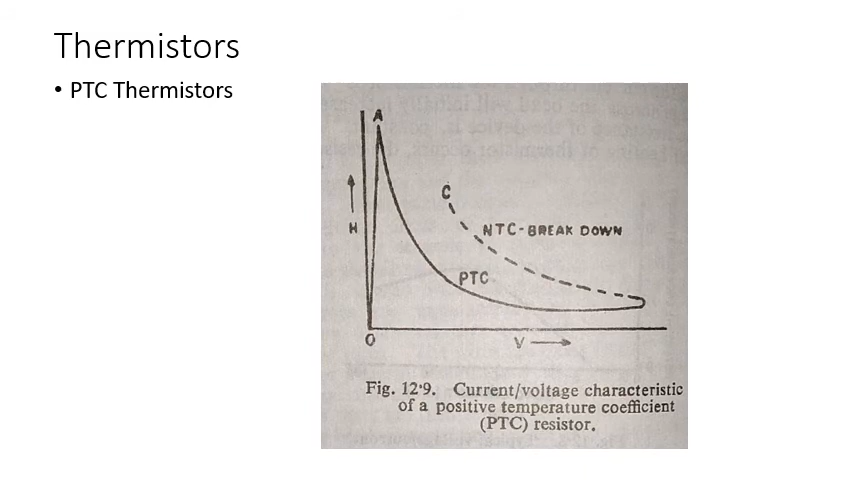 Thermistors
• PTC Thermistors
A
C
H
NTC-BREAK DOWN
PTC
O
V
Fig. 12·9. Current/voltage characteristic
of a positive temperature coefficient
(PTC) resistor.